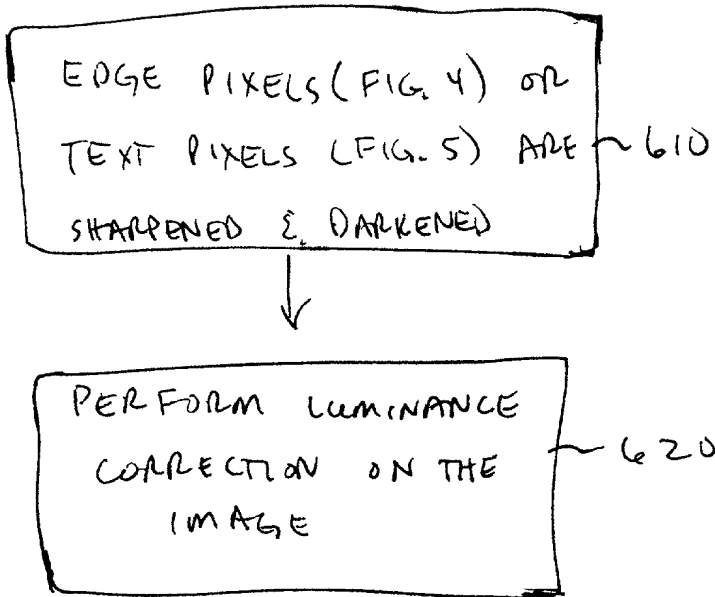 EDGE PIXELS (FIG. 4) OR
TEXT PIXELS (FIG. 5) ARE
SHARPENED & DARKENED
610
PERFORM LUMINANCE
CORRECTION ON THE
IMAGE
620